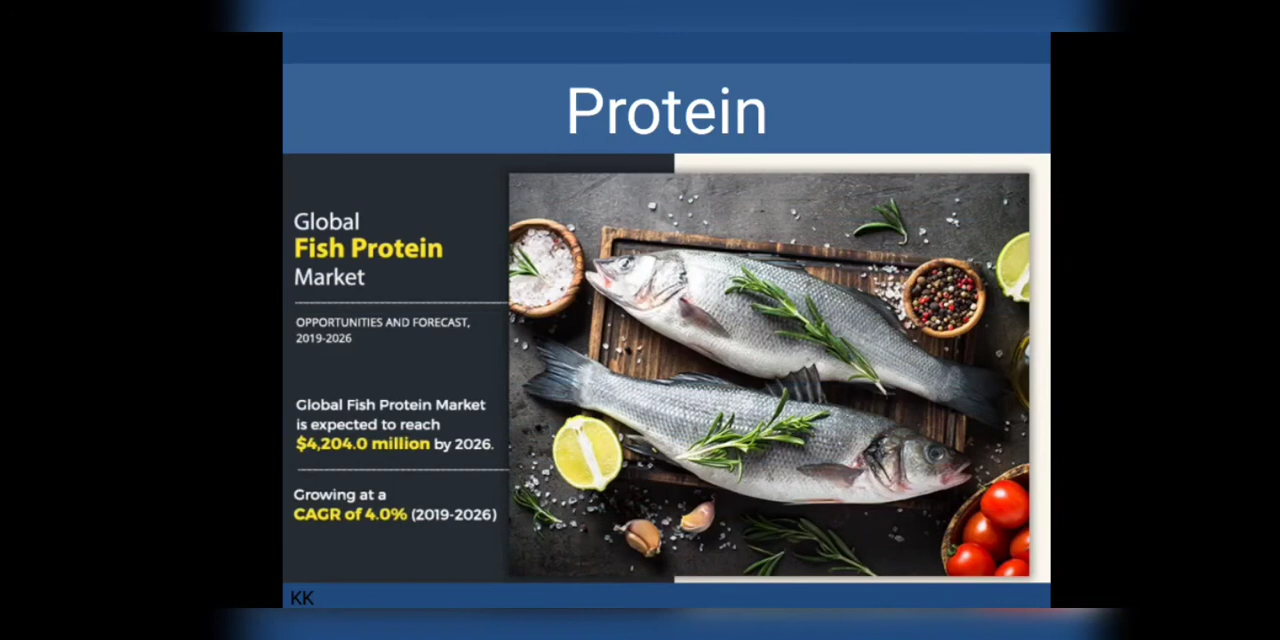 Protein
Global
Fish Protein
Market
OPPORTUNITIES AND FORECAST,
2019-2026
Global Fish Protein Market
is expected to reach
$4,204.0 million by 2026.
Growing at a
CAGR of 4.0% (2019-2026)
KK